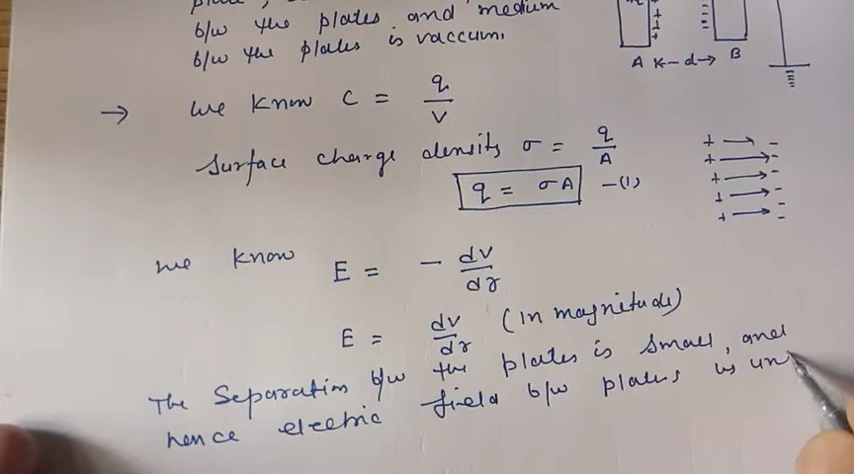 b/w the plates and medium
b/w the plates is vaccum.
A K- d→ B
→ We know C = q/V
Surface charge density σ = q/A
q = σA -(1)
We know E = - dv/dr
E = dv/dr (in magnitude)
The Separation b/w the plates is small, and
hence electric field b/w plates is un